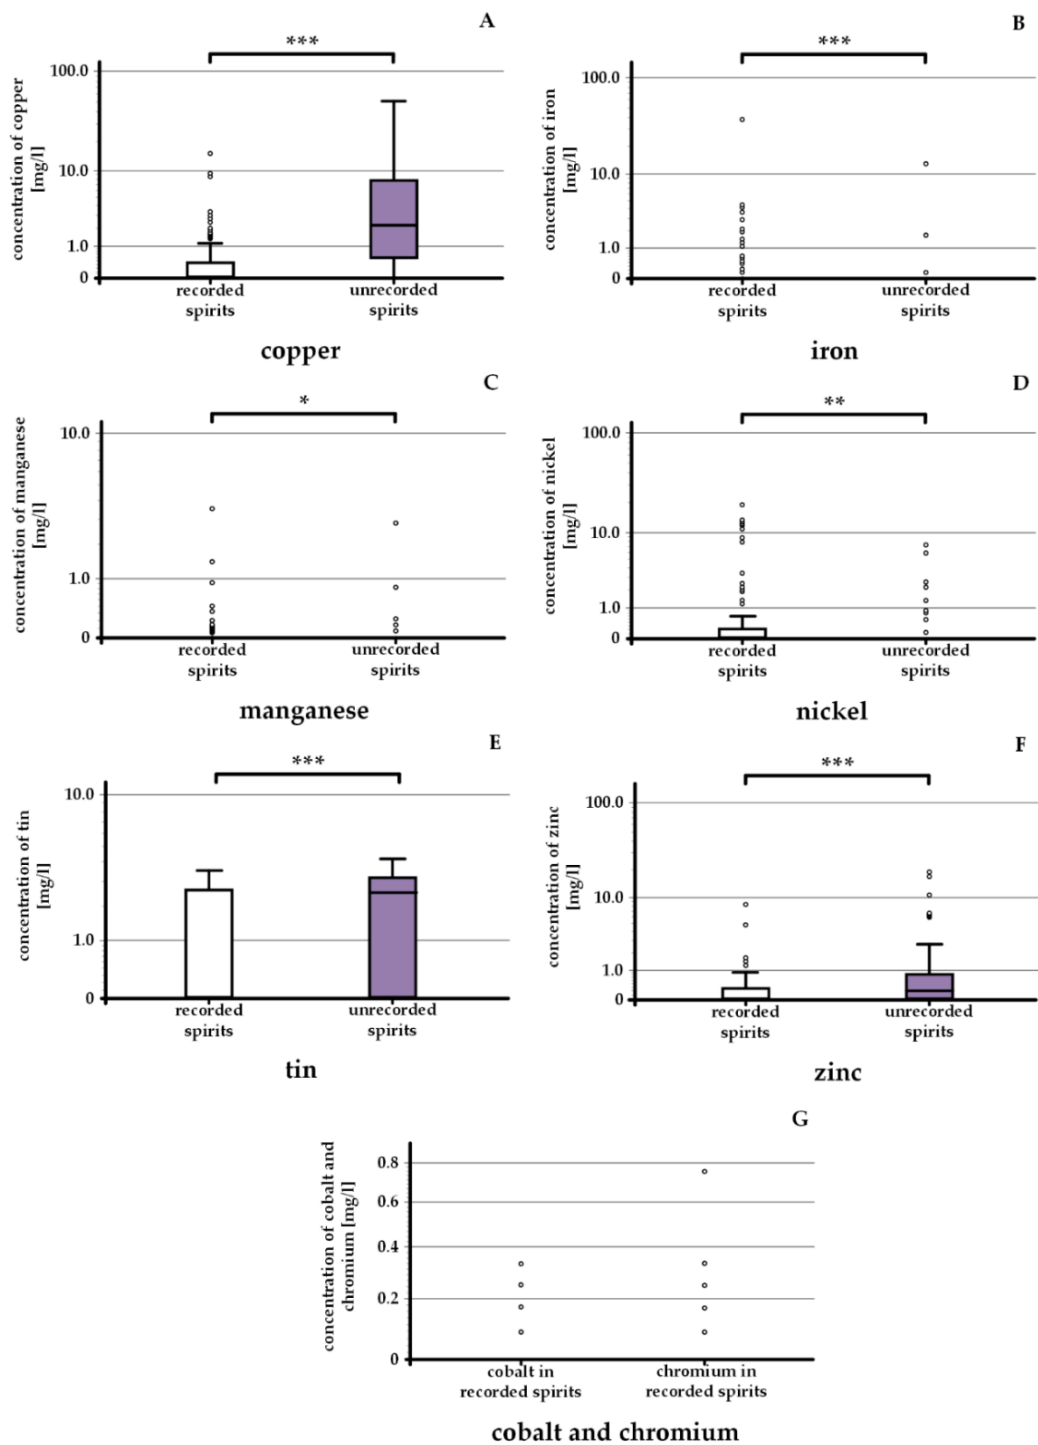 A
***
concentration of copper
[mg/l]
100.0
10.0
1.0
0
recorded
spirits
unrecorded
spirits
copper
B
***
concentration of iron
[mg/l]
100.0
10.0
1.0
0
recorded
spirits
unrecorded
spirits
iron
C
*
concentration of manganese
[mg/l]
10.0
1.0
0
recorded
spirits
unrecorded
spirits
manganese
D
**
concentration of nickel
[mg/l]
100.0
10.0
1.0
0
recorded
spirits
unrecorded
spirits
nickel
E
***
concentration of tin
[mg/l]
10.0
1.0
0
recorded
spirits
unrecorded
spirits
tin
F
***
concentration of zinc
[mg/l]
100.0
10.0
1.0
0
recorded
spirits
unrecorded
spirits
zinc
G
concentration of cobalt and
chromium [mg/l]
0.8
0.6
0.4
0.2
0
cobalt in
recorded spirits
chromium in
recorded spirits
cobalt and chromium